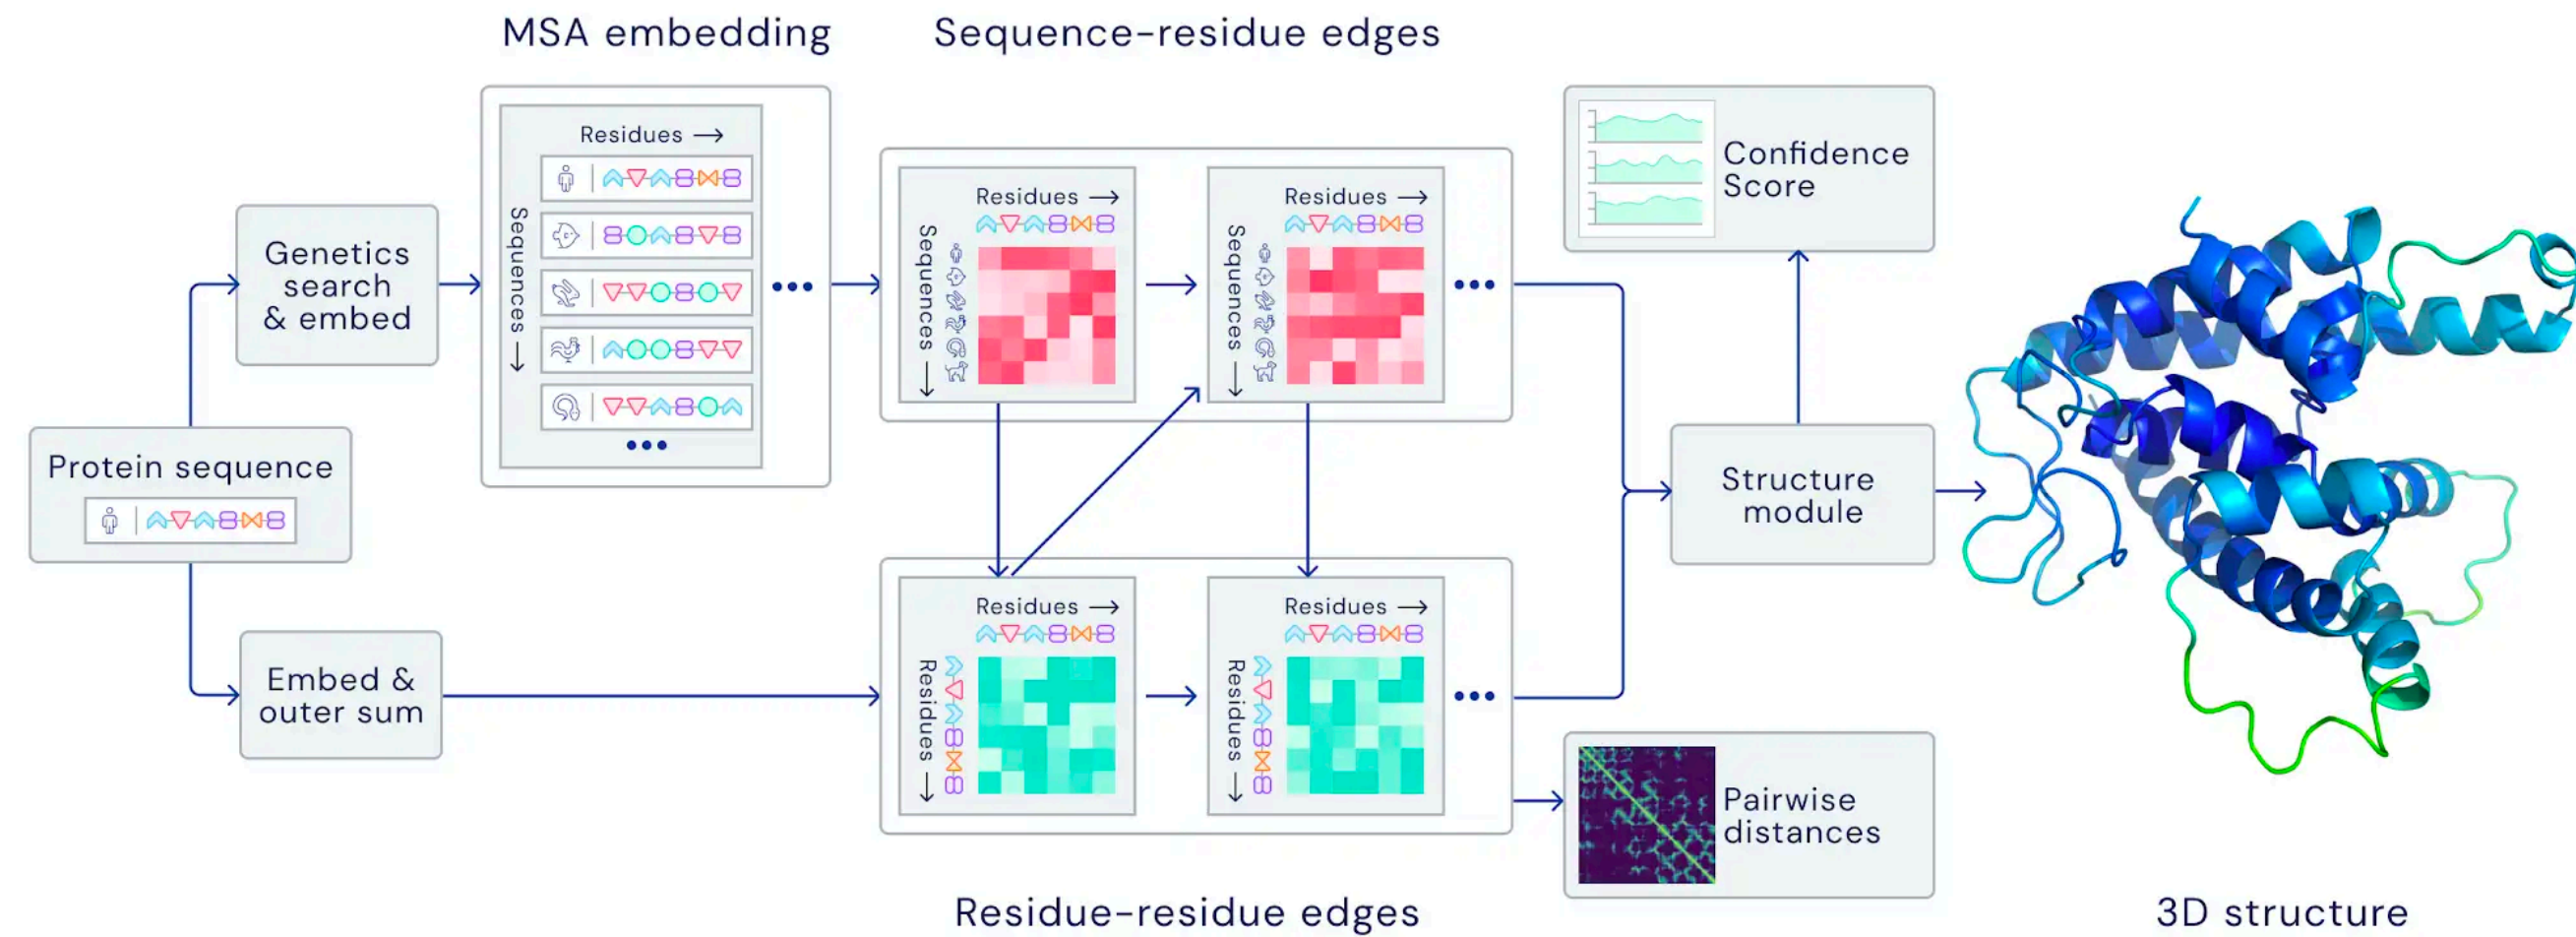 MSA embedding
Sequence-residue edges
Residues →
Sequences →
Genetics
search
& embed
Protein sequence
Embed &
outer sum
Residues →
Sequences →
Residues →
Sequences →
Residues →
Residues →
Residues →
Residues →
Confidence
Score
Structure
module
Pairwise
distances
Residue-residue edges
3D structure